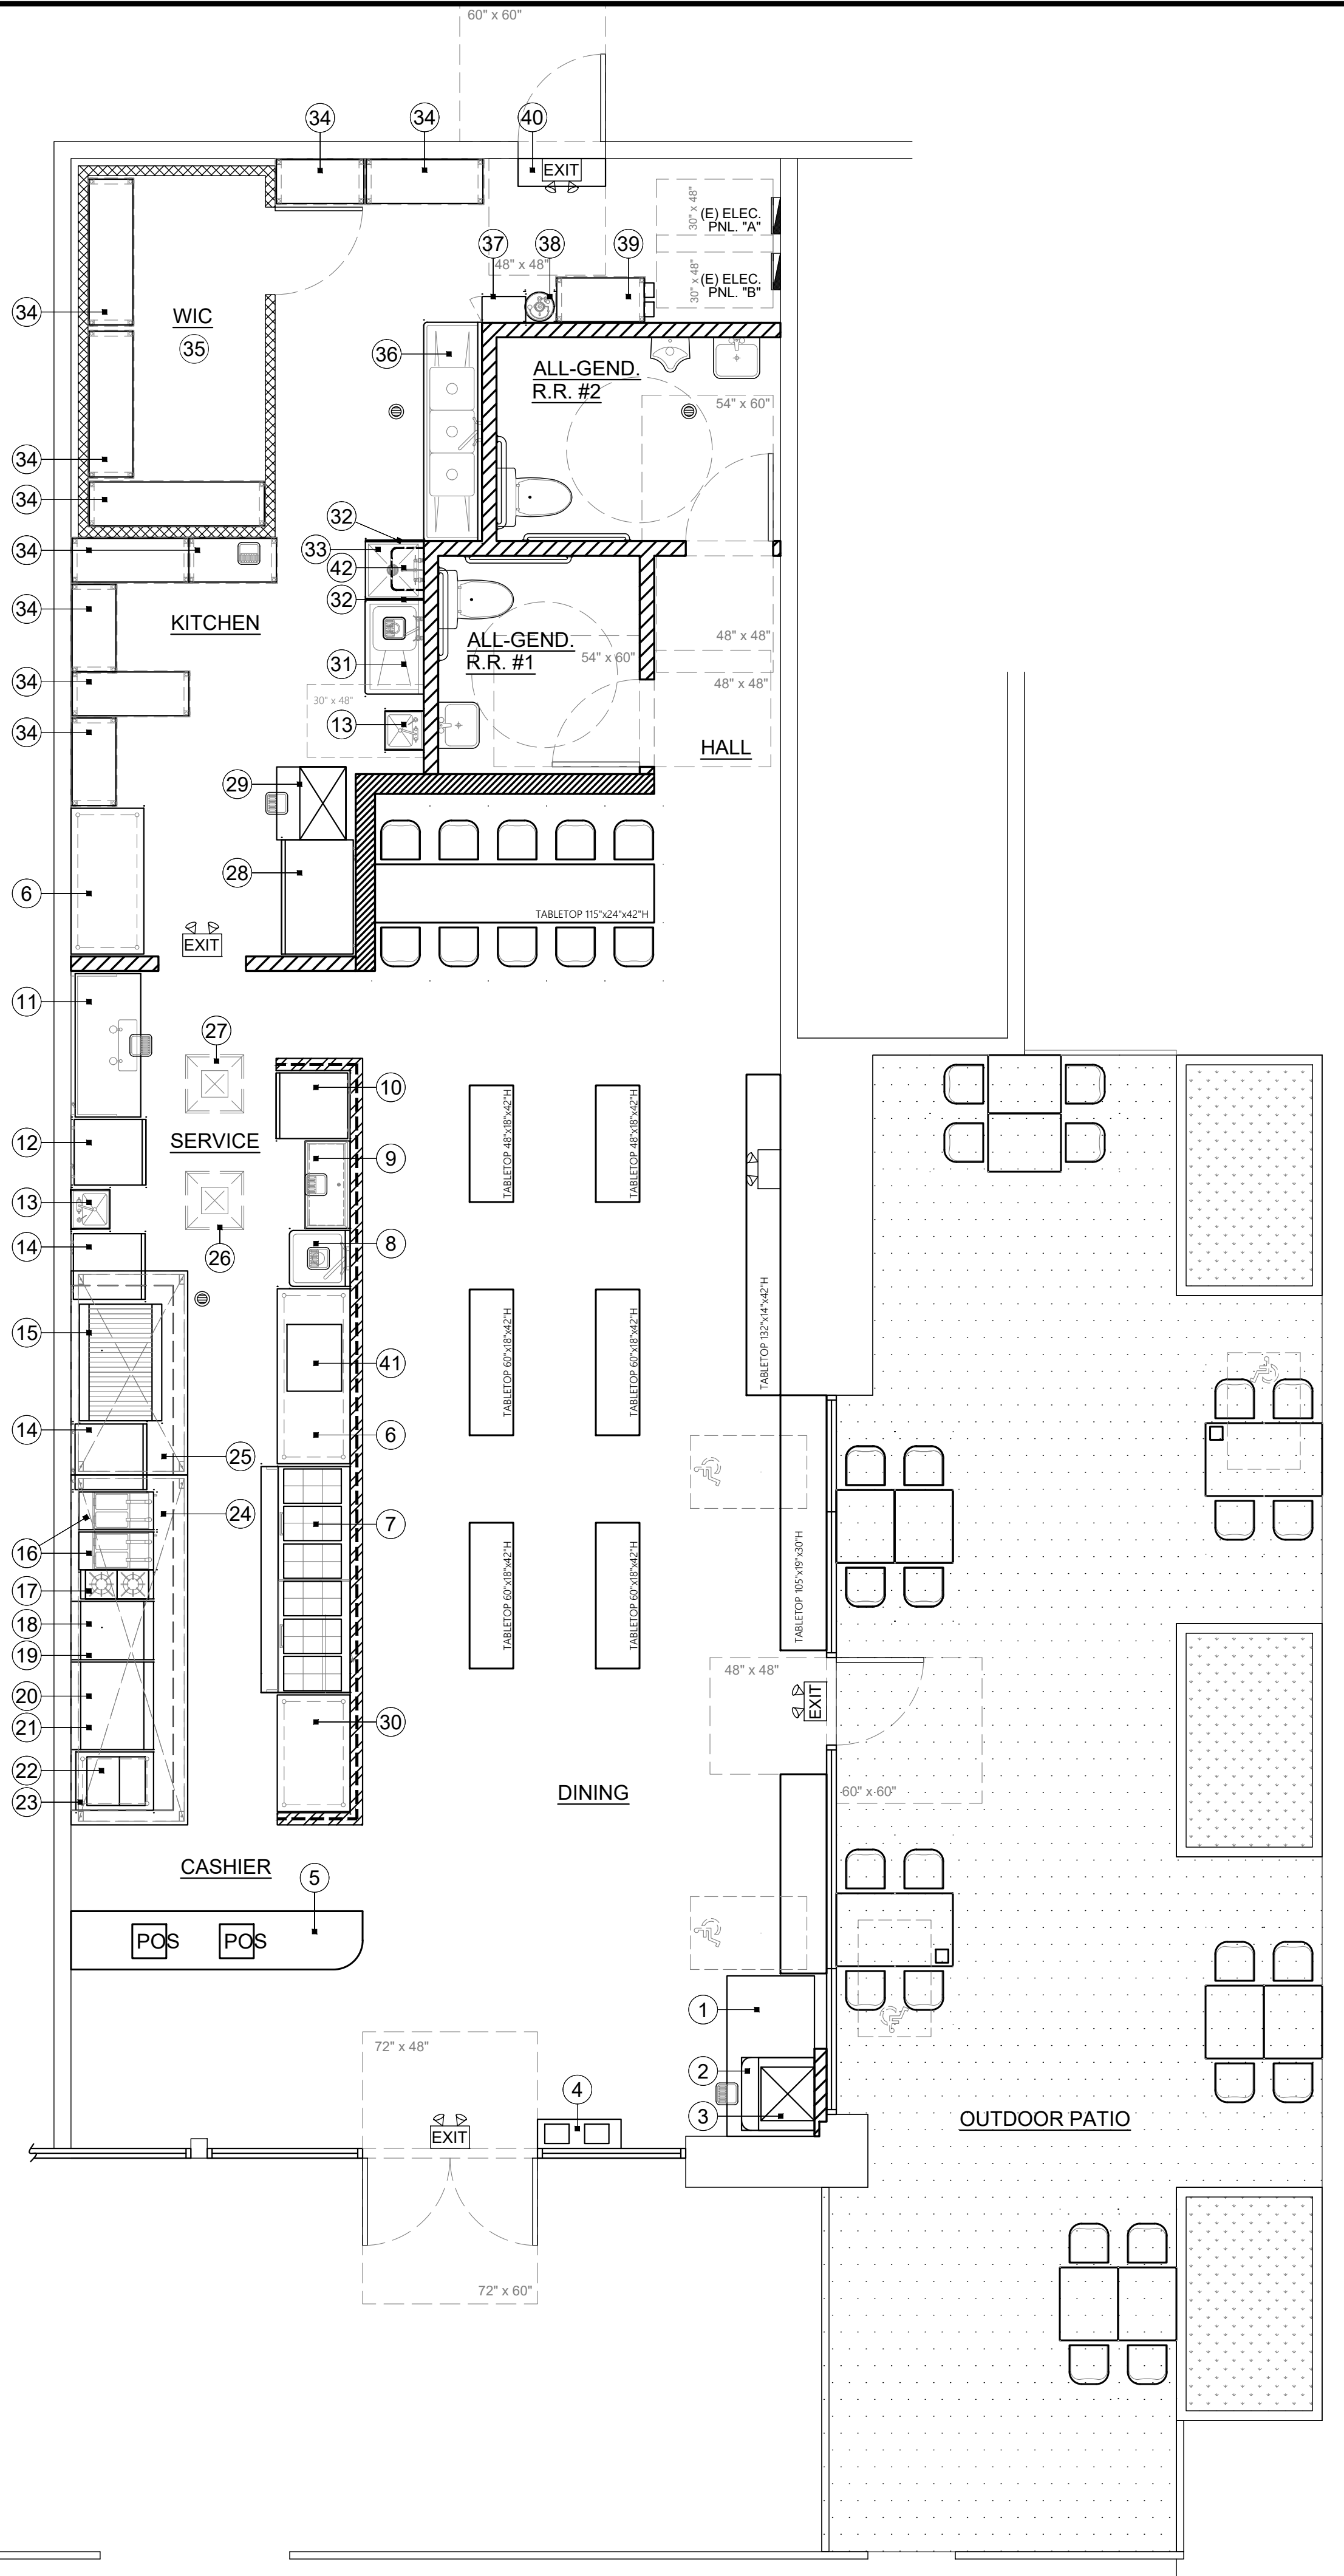 60" x 60"
34
34
40
EXIT
30" x 48"
(E) ELEC.
PNL. "A"
37
38
39
48" x 48"
30" x 48"
(E) ELEC.
PNL. "B"
34
WIC
35
36
ALL-GEND.
R.R. #2
54" x 60"
34
34
32
34
33
42
34
32
KITCHEN
ALL-GEND.
R.R. #1
48" x 48"
54" x 60"
31
34
48" x 48"
30" x 48"
13
34
HALL
29
28
6
TABLETOP 115"x24"x42"H
EXIT
11
27
10
TABLETOP 48"x18"x42"H
TABLETOP 48"x18"x42"H
12
SERVICE
9
13
26
8
14
15
41
TABLETOP 60"x18"x42"H
TABLETOP 60"x18"x42"H
TABLETOP 132"x14"x42"H
14
6
25
24
7
16
17
TABLETOP 60"x18"x42"H
TABLETOP 60"x18"x42"H
TABLETOP 105"x19"x30"H
18
19
48" x 48"
20
21
30
EXIT
22
23
DINING
60" x 60"
CASHIER
5
POS
POS
1
72" x 48"
2
4
3
EXIT
OUTDOOR PATIO
72" x 60"